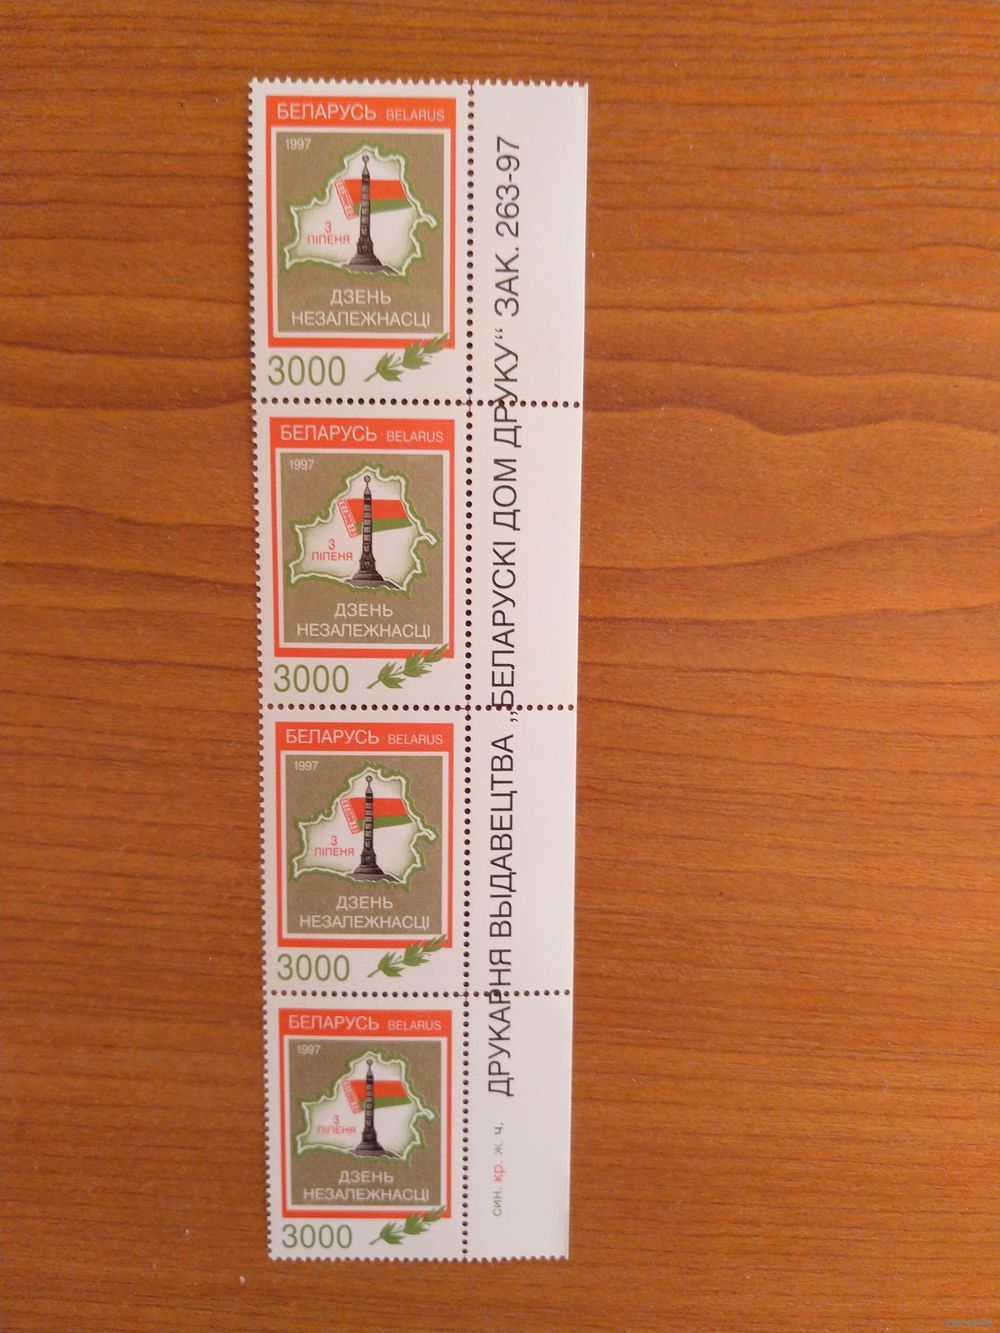 БЕЛАРУСЬ BELARUS
1997
3
ЛІПЕНЯ
ДЗЕНЬ
НЕЗАЛЕЖНАСЦІ
3000
БЕЛАРУСЬ BELARUS
1997
3
ЛІПЕНЯ
ДЗЕНЬ
НЕЗАЛЕЖНАСЦІ
3000
БЕЛАРУСЬ BELARUS
1997
3
ЛІПЕНЯ
ДЗЕНЬ
НЕЗАЛЕЖНАСЦІ
3000
БЕЛАРУСЬ BELARUS
1997
3
ЛІПЕНЯ
ДЗЕНЬ
НЕЗАЛЕЖНАСЦІ
3000
син. кр. ж. ч. ДРУКАРНЯ ВЫДАВЕЦТВА „БЕЛАРУСКІ ДОМ ДРУКУ“ ЗАК. 263-97